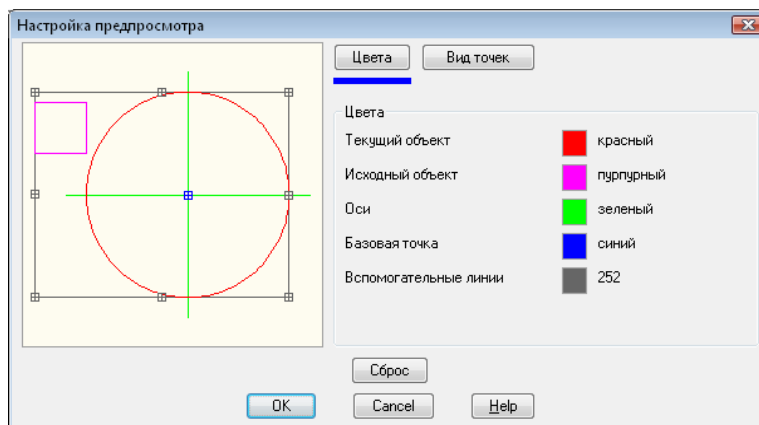 Настройка предпросмотра
Цвета
Вид точек
Цвета
Текущий объект
красный
Исходный объект
пурпурный
Оси
зеленый
Базовая точка
синий
Вспомогательные линии
252
Сброс
OK
Cancel
Help